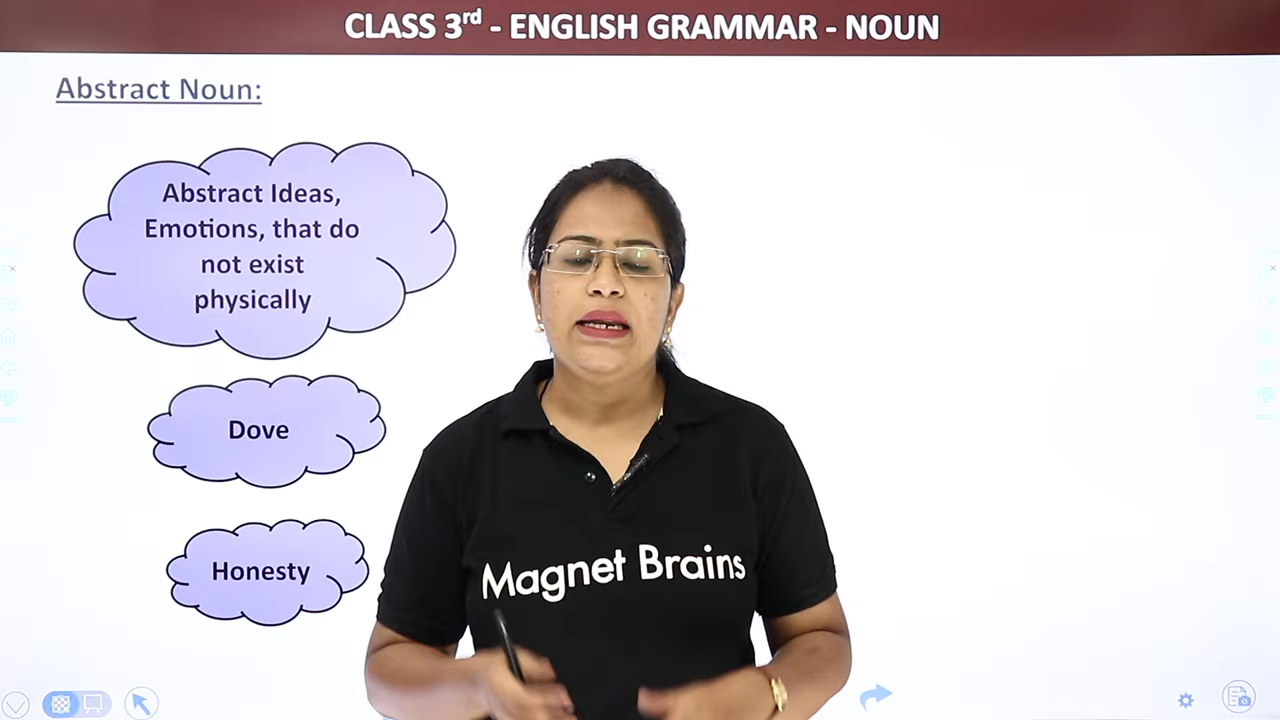 CLASS 3rd - ENGLISH GRAMMAR - NOUN
Abstract Noun:
Abstract Ideas,
Emotions, that do
not exist
physically
Dove
Honesty
Magnet Brains